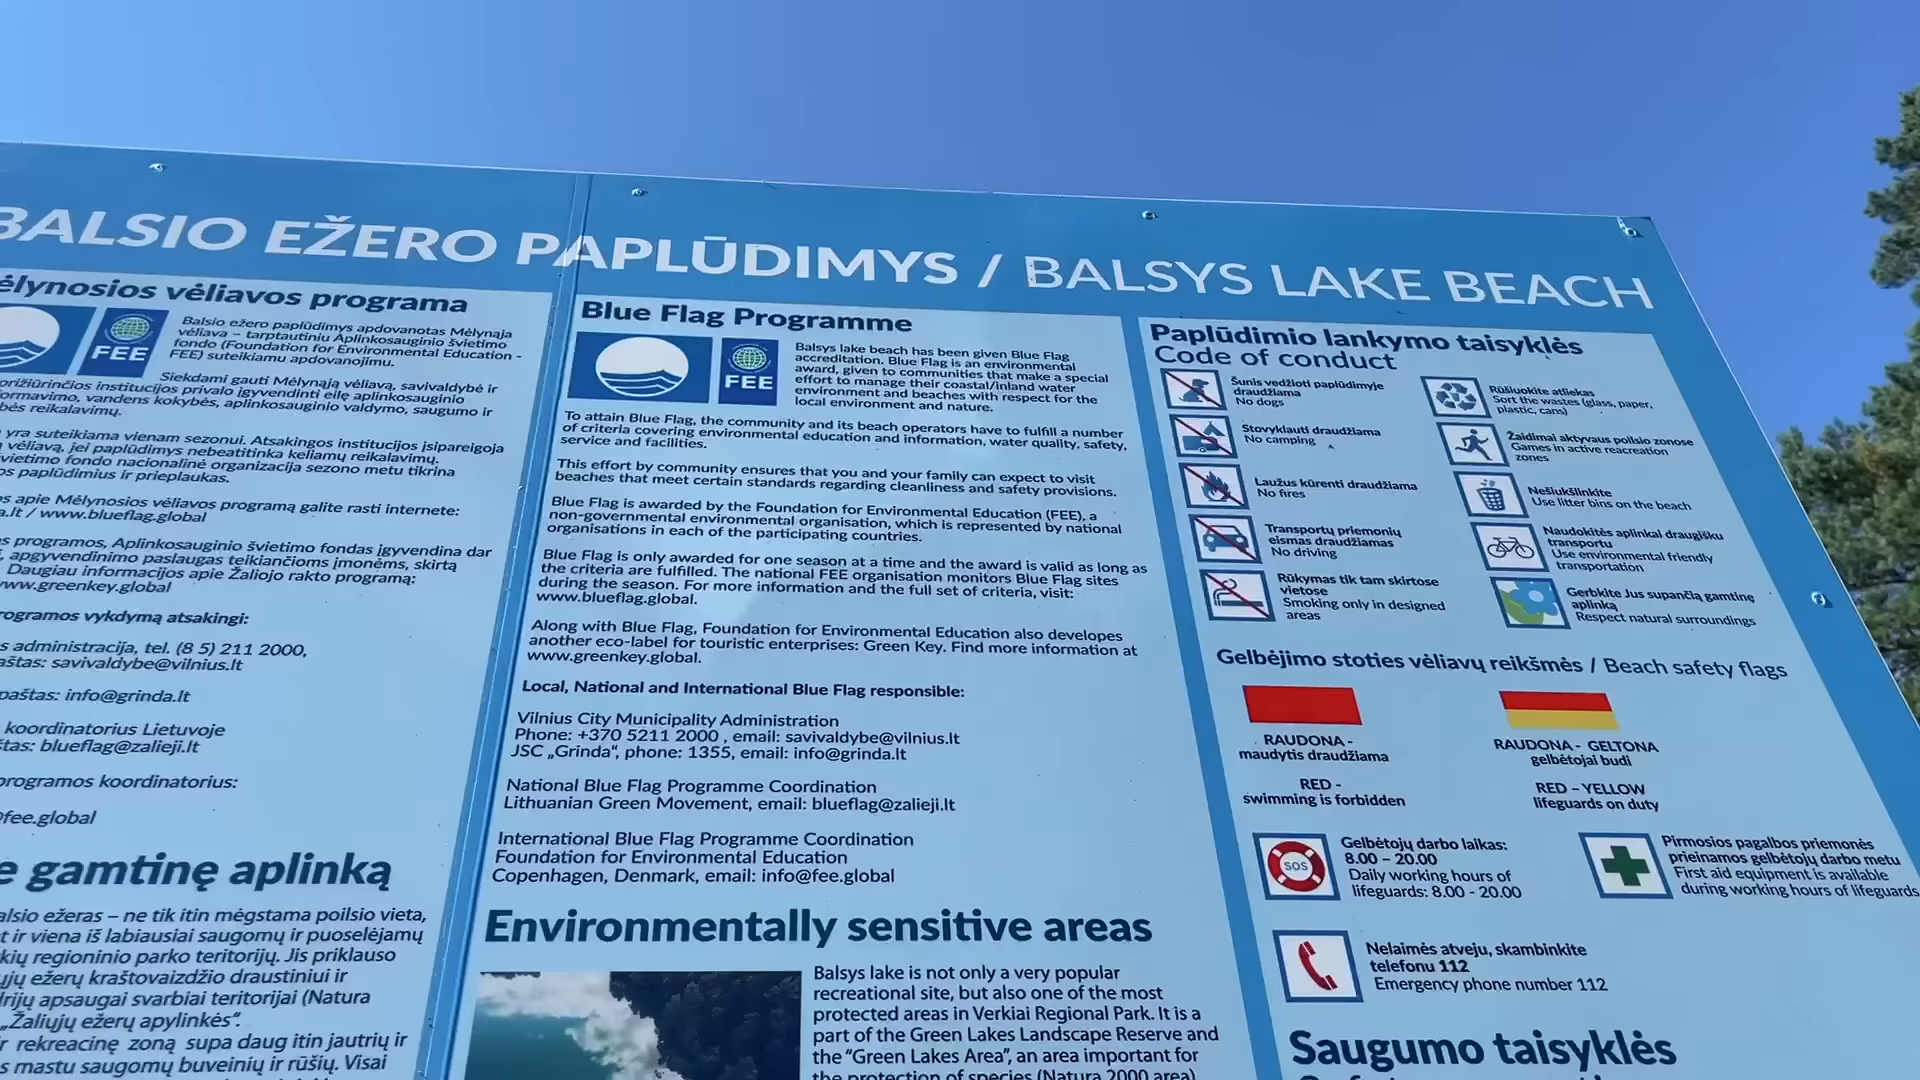 BALSIO EŽERO PAPLŪDIMYS / BALSYS LAKE BEACH
ėlynosios vėliavos programa
FEE
Balsio ežero paplūdimys apdovanotas Mėlynąja
vėliava – tarptautiniu Aplinkosauginio švietimo
fondo (Foundation for Environmental Education -
FEE) suteikiamu apdovanojimu.
Siekdami gauti Mėlynąją vėliavą, savivaldybė ir
prižiūrinčios institucijos privalo įgyvendinti eilę aplinkosauginio
ormavimo, vandens kokybės, aplinkosauginio valdymo, saugumo ir
bės reikalavimų.
yra suteikiama vienam sezonui. Atsakingos institucijos įsipareigoja
vėliavą, jei paplūdimys nebeatitinka keliamų reikalavimų.
vietimo fondo nacionalinė organizacija sezono metu tikrina
os paplūdimius ir prieplaukas.
s apie Mėlynosios vėliavos programą galite rasti internete:
a.lt / www.blueflag.global
s programos, Aplinkosauginio švietimo fondas įgyvendina dar
, apgyvendinimo paslaugas teikiančioms įmonėms, skirtą
Daugiau informacijos apie Žaliojo rakto programą:
www.greenkey.global
rogramos vykdymą atsakingi:
s administracija, tel. (8 5) 211 2000,
aštas: savivaldybe@vilnius.lt
paštas: info@grinda.lt
koordinatorius Lietuvoje
štas: blueflag@zalieji.lt
programos koordinatorius:
@fee.global
e gamtinę aplinką
alsio ežeras – ne tik itin mėgstama poilsio vieta,
t ir viena iš labiausiai saugomų ir puoselėjamų
kių regioninio parko teritorijų. Jis priklauso
ųjų ežerų kraštovaizdžio draustiniui ir
drijų apsaugai svarbiai teritorijai (Natura
„Žaliųjų ežerų apylinkės“.
ir rekreacinę zoną supa daug itin jautrių ir
s mastu saugomų buveinių ir rūšių. Visai
Blue Flag Programme
FEE
Balsys lake beach has been given Blue Flag
accreditation. Blue Flag is an environmental
award, given to communities that make a special
effort to manage their coastal/inland water
environment and beaches with respect for the
local environment and nature.
To attain Blue Flag, the community and its beach operators have to fulfill a number
of criteria covering environmental education and information, water quality, safety,
service and facilities.
This effort by community ensures that you and your family can expect to visit
beaches that meet certain standards regarding cleanliness and safety provisions.
Blue Flag is awarded by the Foundation for Environmental Education (FEE), a
non-governmental environmental organisation, which is represented by national
organisations in each of the participating countries.
Blue Flag is only awarded for one season at a time and the award is valid as long as
the criteria are fulfilled. The national FEE organisation monitors Blue Flag sites
during the season. For more information and the full set of criteria, visit:
www.blueflag.global.
Along with Blue Flag, Foundation for Environmental Education also developes
another eco-label for touristic enterprises: Green Key. Find more information at
www.greenkey.global.
Local, National and International Blue Flag responsible:
Vilnius City Municipality Administration
Phone: +370 5211 2000 , email: savivaldybe@vilnius.lt
JSC „Grinda“, phone: 1355, email: info@grinda.lt
National Blue Flag Programme Coordination
Lithuanian Green Movement, email: blueflag@zalieji.lt
International Blue Flag Programme Coordination
Foundation for Environmental Education
Copenhagen, Denmark, email: info@fee.global
Environmentally sensitive areas
Balsys lake is not only a very popular
recreational site, but also one of the most
protected areas in Verkiai Regional Park. It is a
part of the Green Lakes Landscape Reserve and
the “Green Lakes Area”, an area important for
the protection of species (Natura 2000 area)
Paplūdimio lankymo taisyklės
Code of conduct
Šunis vedžioti paplūdimyje
draudžiama
No dogs
Stovyklauti draudžiama
No camping
Laužus kūrenti draudžiama
No fires
Transportų priemonių
eismas draudžiamas
No driving
Rūkymas tik tam skirtose
vietose
Smoking only in designed
areas
Rūšiuokite atliekas
Sort the wastes (glass, paper,
plastic, cans)
Žaidimai aktyvaus poilsio zonose
Games in active reacreation
zones
Nešiukšlinkite
Use litter bins on the beach
Naudokitės aplinkai draugišku
transportu
Use environmental friendly
transportation
Gerbkite Jus supančią gamtinę
aplinką
Respect natural surroundings
Gelbėjimo stoties vėliavų reikšmės / Beach safety flags
RAUDONA -
maudytis draudžiama
RED -
swimming is forbidden
RAUDONA - GELTONA
gelbėtojai budi
RED – YELLOW
lifeguards on duty
SOS
Gelbėtojų darbo laikas:
8.00 – 20.00
Daily working hours of
lifeguards: 8.00 - 20.00
Pirmosios pagalbos priemonės
prieinamos gelbėtojų darbo metu
First aid equipment is available
during working hours of lifeguards
Nelaimės atveju, skambinkite
telefonu 112
Emergency phone number 112
Saugumo taisyklės